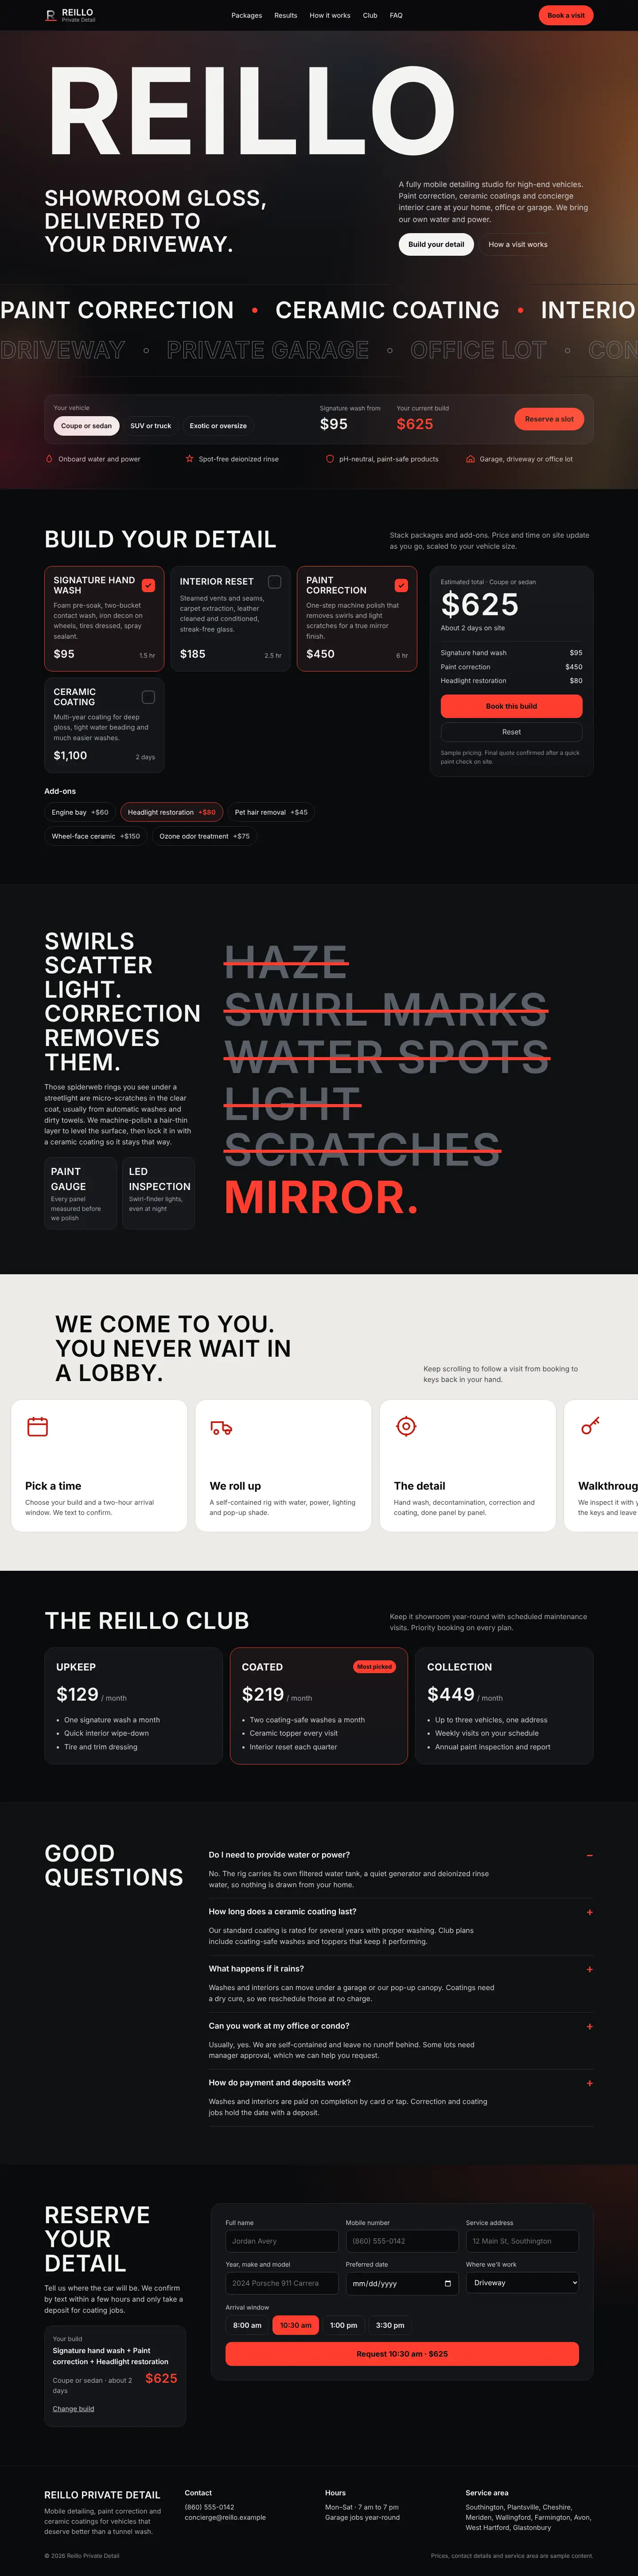 REILLO
Private Detail
Packages
Results
How it works
Club
FAQ
Book a visit
REILLO
SHOWROOM GLOSS,
DELIVERED TO
YOUR DRIVEWAY.
A fully mobile detailing studio for high-end vehicles.
Paint correction, ceramic coatings and concierge
interior care at your home, office or garage. We bring
our own water and power.
Build your detail
How a visit works
PAINT CORRECTION • CERAMIC COATING • INTERIO
DRIVEWAY ○ PRIVATE GARAGE ○ OFFICE LOT ○ CON
Your vehicle
Coupe or sedan
SUV or truck
Exotic or oversize
Signature wash from
$95
Your current build
$625
Reserve a slot
Onboard water and power
Spot-free deionized rinse
pH-neutral, paint-safe products
Garage, driveway or office lot
BUILD YOUR DETAIL
Stack packages and add-ons. Price and time on site update
as you go, scaled to your vehicle size.
SIGNATURE HAND
WASH
Foam pre-soak, two-bucket
contact wash, iron decon on
wheels, tires dressed, spray
sealant.
$95
1.5 hr
INTERIOR RESET
Steamed vents and seams,
carpet extraction, leather
cleaned and conditioned,
streak-free glass.
$185
2.5 hr
PAINT
CORRECTION
One-step machine polish that
removes swirls and light
scratches for a true mirror
finish.
$450
6 hr
CERAMIC
COATING
Multi-year coating for deep
gloss, tight water beading and
much easier washes.
$1,100
2 days
Estimated total · Coupe or sedan
$625
About 2 days on site
Signature hand wash $95
Paint correction $450
Headlight restoration $80
Book this build
Reset
Sample pricing. Final quote confirmed after a quick
paint check on site.
Add-ons
Engine bay +$60
Headlight restoration +$80
Pet hair removal +$45
Wheel-face ceramic +$150
Ozone odor treatment +$75
SWIRLS
SCATTER
LIGHT.
CORRECTION
REMOVES
THEM.
Those spiderweb rings you see under a
streetlight are micro-scratches in the clear
coat, usually from automatic washes and
dirty towels. We machine-polish a hair-thin
layer to level the surface, then lock it in with
a ceramic coating so it stays that way.
PAINT
GAUGE
Every panel
measured before
we polish
LED
INSPECTION
Swirl-finder lights,
even at night
HAZE
SWIRL MARKS
WATER SPOTS
LIGHT
SCRATCHES
MIRROR.
WE COME TO YOU.
YOU NEVER WAIT IN
A LOBBY.
Keep scrolling to follow a visit from booking to
keys back in your hand.
Pick a time
Choose your build and a two-hour arrival
window. We text to confirm.
We roll up
A self-contained rig with water, power, lighting
and pop-up shade.
The detail
Hand wash, decontamination, correction and
coating, done panel by panel.
Walkthroug
We inspect it with y
the keys and leave
THE REILLO CLUB
Keep it showroom year-round with scheduled maintenance
visits. Priority booking on every plan.
UPKEEP
$129 / month
• One signature wash a month
• Quick interior wipe-down
• Tire and trim dressing
COATED
Most picked
$219 / month
• Two coating-safe washes a month
• Ceramic topper every visit
• Interior reset each quarter
COLLECTION
$449 / month
• Up to three vehicles, one address
• Weekly visits on your schedule
• Annual paint inspection and report
GOOD
QUESTIONS
Do I need to provide water or power? −
No. The rig carries its own filtered water tank, a quiet generator and deionized rinse
water, so nothing is drawn from your home.
How long does a ceramic coating last? +
Our standard coating is rated for several years with proper washing. Club plans
include coating-safe washes and toppers that keep it performing.
What happens if it rains? +
Washes and interiors can move under a garage or our pop-up canopy. Coatings need
a dry cure, so we reschedule those at no charge.
Can you work at my office or condo? +
Usually, yes. We are self-contained and leave no runoff behind. Some lots need
manager approval, which we can help you request.
How do payment and deposits work? +
Washes and interiors are paid on completion by card or tap. Correction and coating
jobs hold the date with a deposit.
RESERVE
YOUR
DETAIL
Tell us where the car will be. We confirm
by text within a few hours and only take a
deposit for coating jobs.
Your build
Signature hand wash + Paint
correction + Headlight restoration
Coupe or sedan · about 2
days
$625
Change build
Full name
Jordan Avery
Mobile number
(860) 555-0142
Service address
12 Main St, Southington
Year, make and model
2024 Porsche 911 Carrera
Preferred date
mm/dd/yyyy
Where we'll work
Driveway
Arrival window
8:00 am
10:30 am
1:00 pm
3:30 pm
Request 10:30 am · $625
REILLO PRIVATE DETAIL
Mobile detailing, paint correction and
ceramic coatings for vehicles that
deserve better than a tunnel wash.
Contact
(860) 555-0142
concierge@reillo.example
Hours
Mon–Sat · 7 am to 7 pm
Garage jobs year-round
Service area
Southington, Plantsville, Cheshire,
Meriden, Wallingford, Farmington, Avon,
West Hartford, Glastonbury
© 2026 Reillo Private Detail
Prices, contact details and service area are sample content.